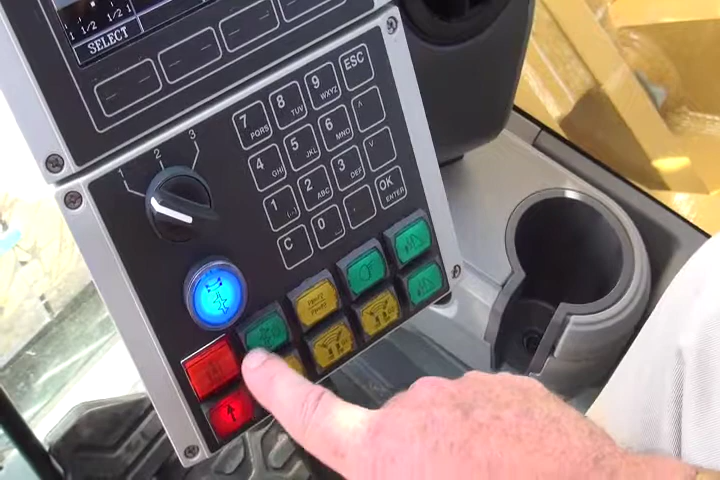 1 1/2 1/2 1
SELECT
1 2 3
7 PQRS 8 TUV 9 WXYZ ESC
4 GHI 5 JKL 6 MNO ^
1 (... 2 ABC 3 DEF v
C 0 . OK ENTER